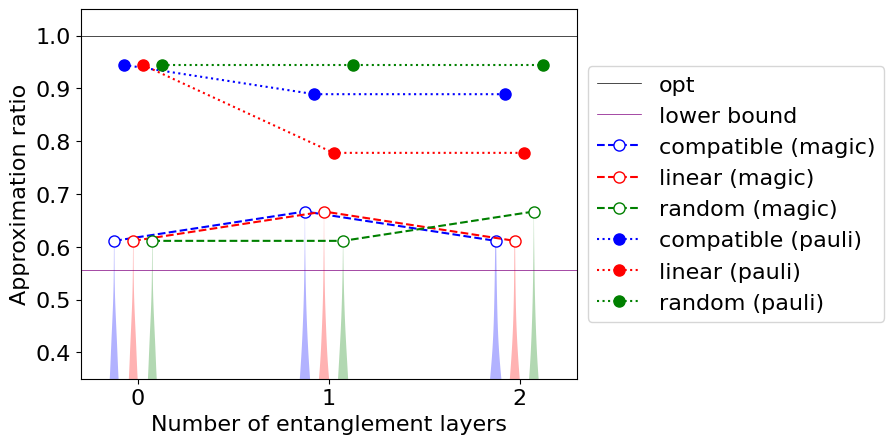 1.0
0.9
0.8
0.7
0.6
0.5
0.4
Approximation ratio
0 1 2
Number of entanglement layers
opt
lower bound
compatible (magic)
linear (magic)
random (magic)
compatible (pauli)
linear (pauli)
random (pauli)